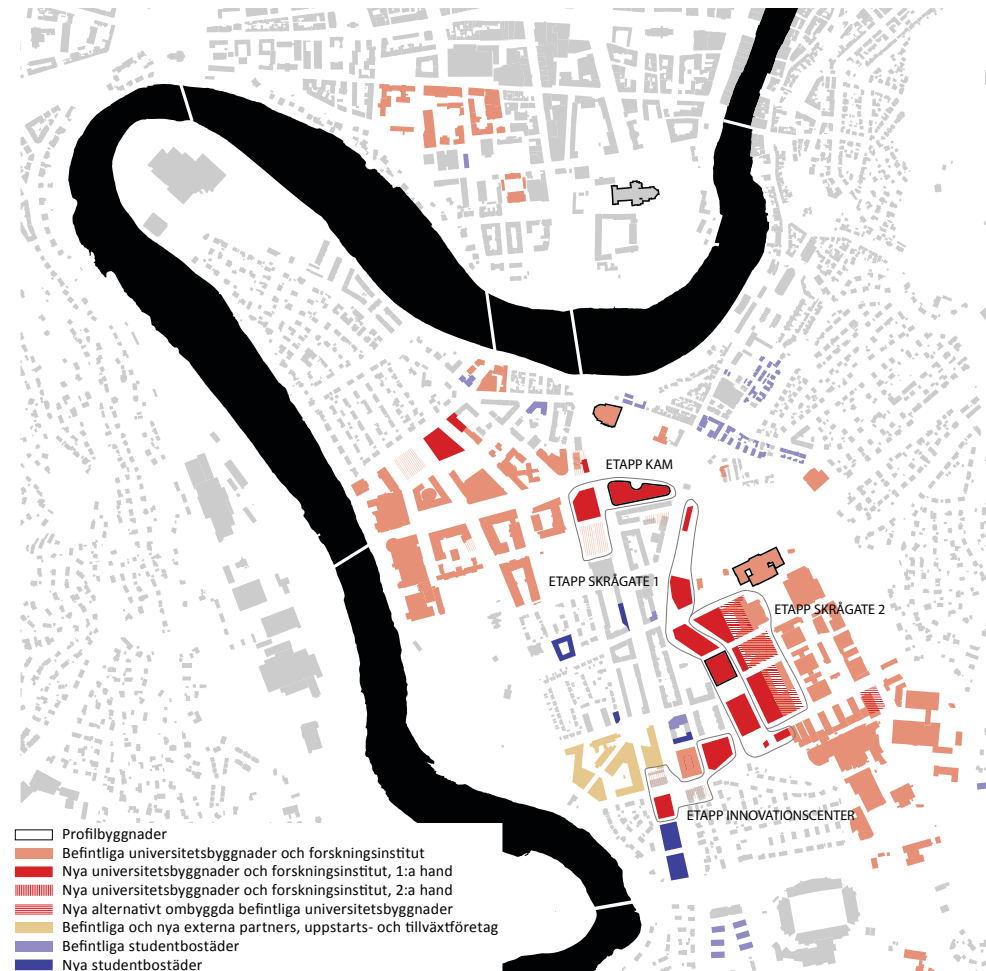 ETAPP KAM
ETAPP SKRÅGATE 1
ETAPP SKRÅGATE 2
ETAPP INNOVATIONSCENTER
Profilbyggnader
Befintliga universitetsbyggnader och forskningsinstitut
Nya universitetsbyggnader och forskningsinstitut, 1:a hand
Nya universitetsbyggnader och forskningsinstitut, 2:a hand
Nya alternativt ombyggda befintliga universitetsbyggnader
Befintliga och nya externa partners, uppstarts- och tillväxtföretag
Befintliga studentbostäder
Nya studentbostäder